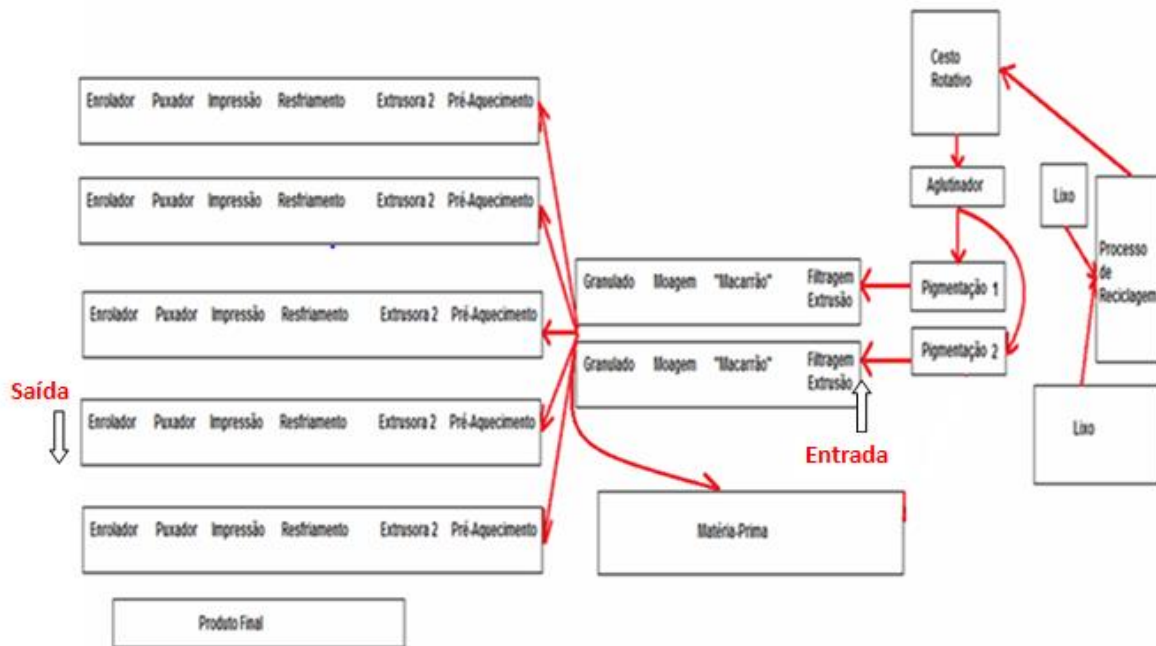 Cesto
Rotativo
Enrolador Puxador Impressão Resfriamento Extrusora 2 Pré-Aquecimento
Aglutinador
Lixo
Enrolador Puxador Impressão Resfriamento Extrusora 2 Pré-Aquecimento
Processo
de
Reciclagem
Granulado Moagem "Macarrão" Filtragem
Extrusão
Pigmentação 1
Enrolador Puxador Impressão Resfriamento Extrusora 2 Pré-Aquecimento
Granulado Moagem "Macarrão" Filtragem
Extrusão
Pigmentação 2
Saída
Enrolador Puxador Impressão Resfriamento Extrusora 2 Pré-Aquecimento
Entrada
Lixo
Enrolador Puxador Impressão Resfriamento Extrusora 2 Pré-Aquecimento
Matéria-Prima
Produto Final